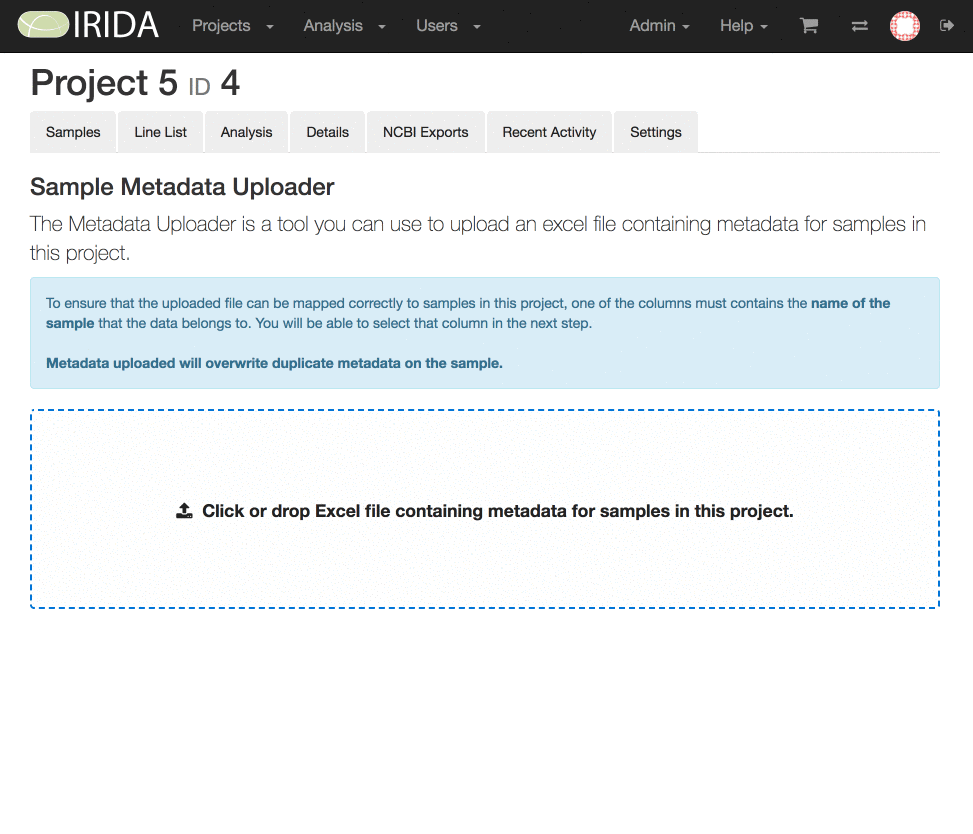 IRIDA Projects Analysis Users Admin Help
Project 5 ID 4
Samples Line List Analysis Details NCBI Exports Recent Activity Settings
Sample Metadata Uploader
The Metadata Uploader is a tool you can use to upload an excel file containing metadata for samples in
this project.
To ensure that the uploaded file can be mapped correctly to samples in this project, one of the columns must contains the name of the
sample that the data belongs to. You will be able to select that column in the next step.
Metadata uploaded will overwrite duplicate metadata on the sample.
Click or drop Excel file containing metadata for samples in this project.